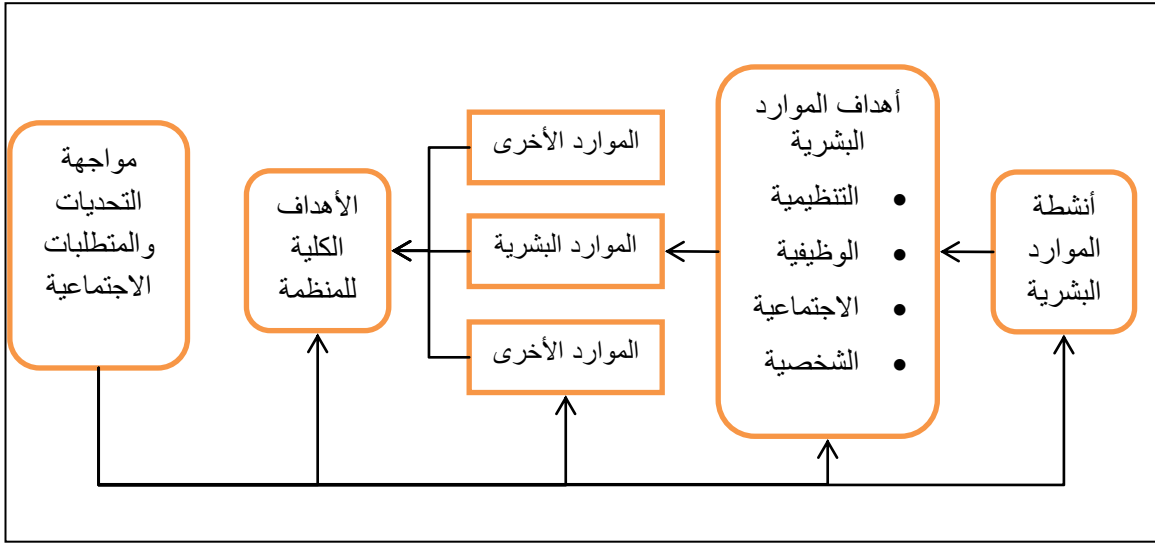 أنشطة
الموارد
البشرية
أهداف الموارد
البشرية
• التنظيمية
• الوظيفية
• الاجتماعية
• الشخصية
الموارد الأخرى
الموارد البشرية
الموارد الأخرى
الأهداف
الكلية
للمنظمة
مواجهة
التحديات
والمتطلبات
الاجتماعية